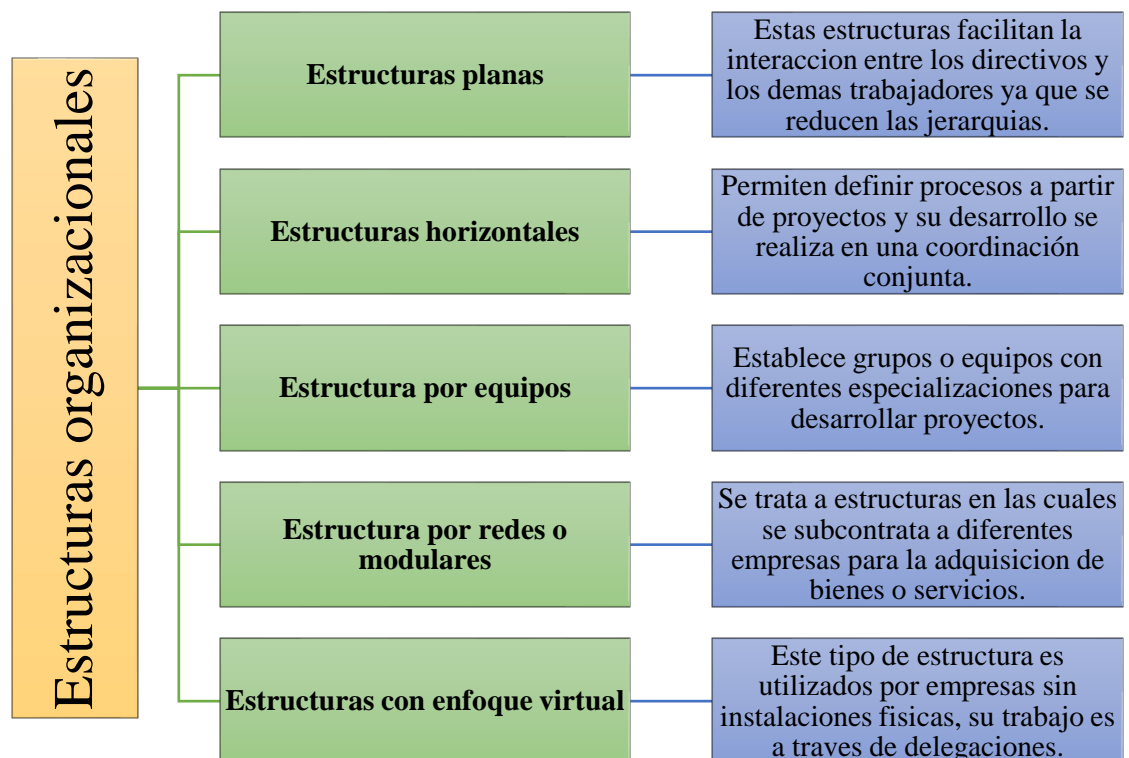 Estructuras organizacionales
Estructuras planas
Estas estructuras facilitan la
interaccion entre los directivos y
los demas trabajadores ya que se
reducen las jerarquias.
Estructuras horizontales
Permiten definir procesos a partir
de proyectos y su desarrollo se
realiza en una coordinación
conjunta.
Estructura por equipos
Establece grupos o equipos con
diferentes especializaciones para
desarrollar proyectos.
Estructura por redes o
modulares
Se trata a estructuras en las cuales
se subcontrata a diferentes
empresas para la adquisicion de
bienes o servicios.
Estructuras con enfoque virtual
Este tipo de estructura es
utilizados por empresas sin
instalaciones fisicas, su trabajo es
a traves de delegaciones.